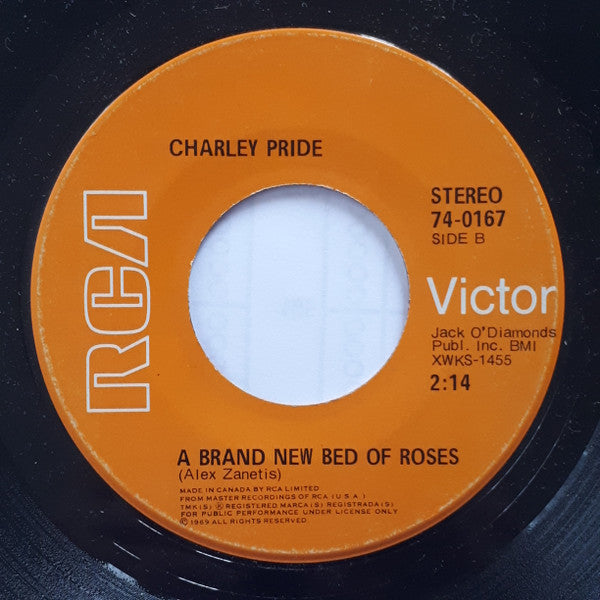 CHARLEY PRIDE
RCA
STEREO
74-0167
SIDE B
Victor
Jack O'Diamonds
Publ. Inc. BMI
XWKS-1455
2:14
A BRAND NEW BED OF ROSES
(Alex Zanetis)
MADE IN CANADA BY RCA LIMITED
FROM MASTER RECORDINGS OF RCA (U S A )
TMK(S) ® REGISTERED MARCA(S) REGISTRADA(S)
FOR PUBLIC PERFORMANCE UNDER LICENSE ONLY
© 1969 ALL RIGHTS RESERVED